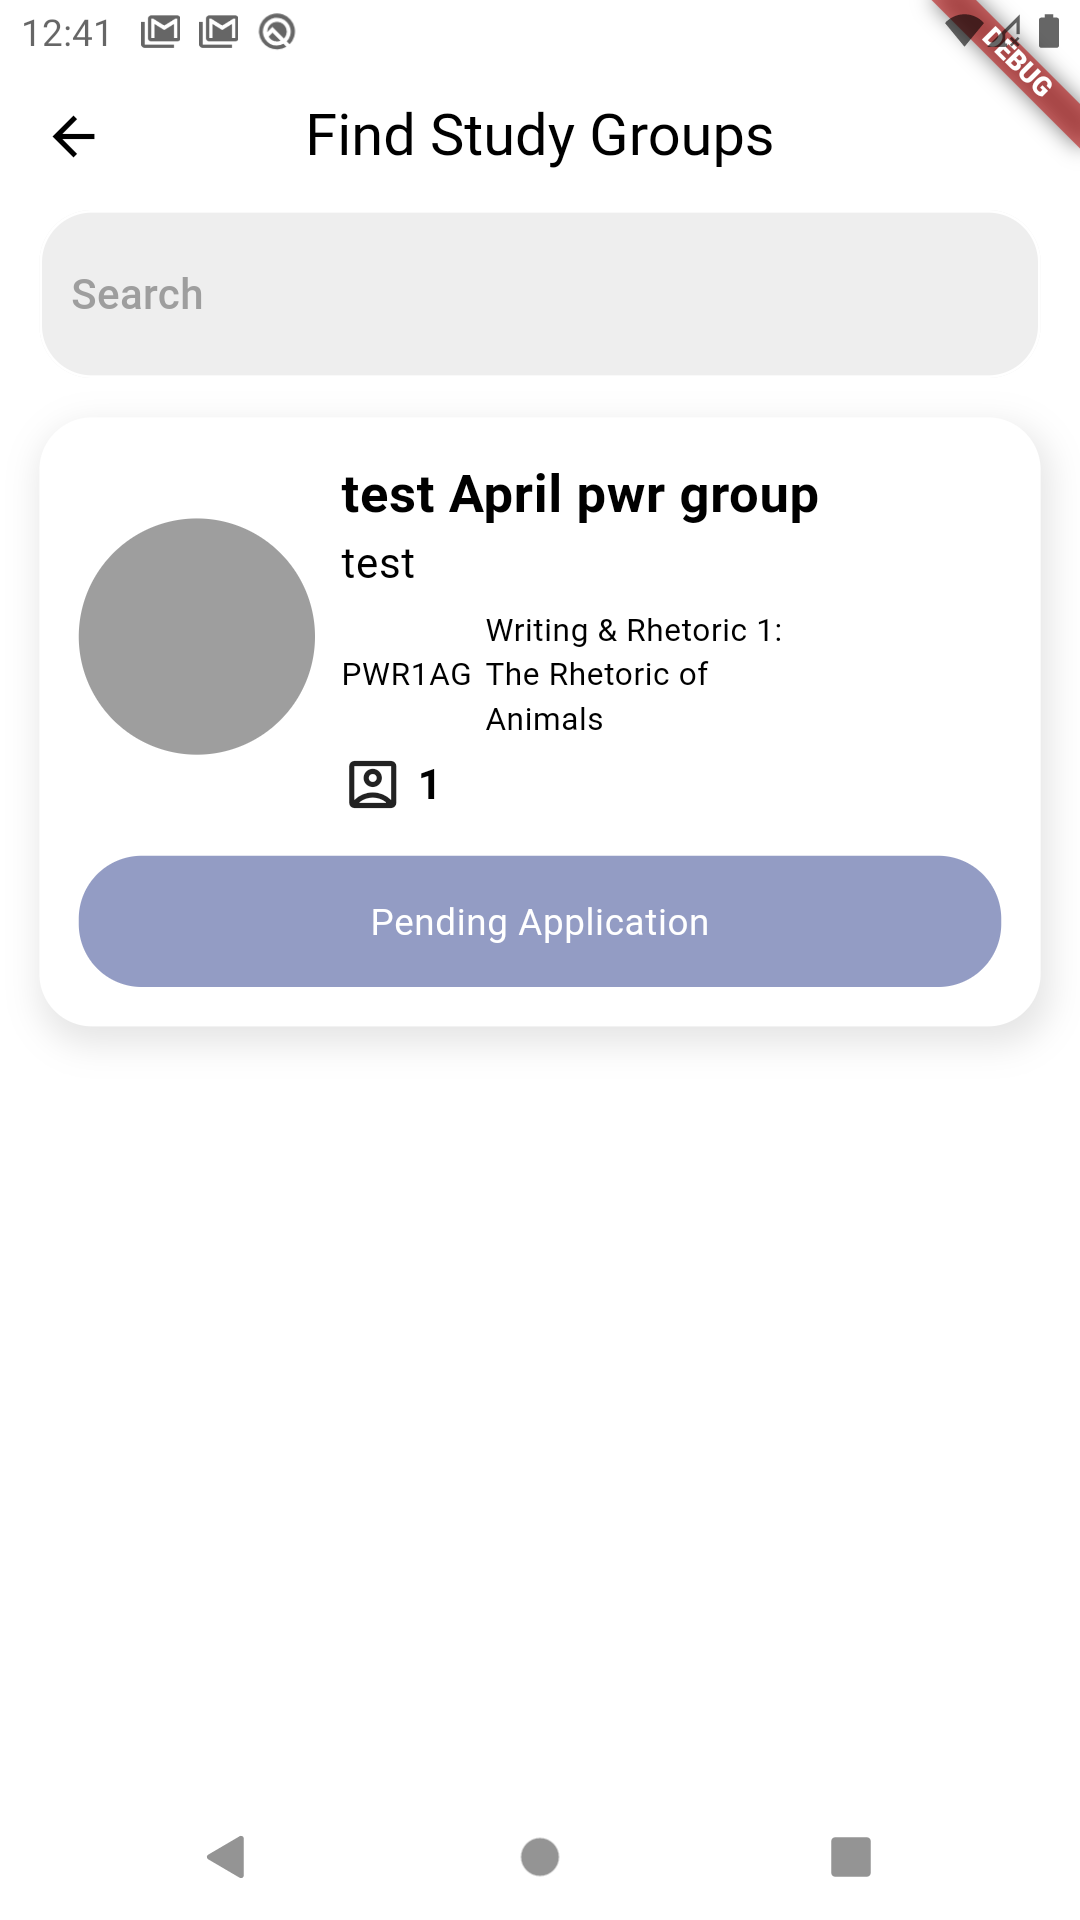 12:41
DEBUG
Find Study Groups
Search
test April pwr group
test
Writing & Rhetoric 1:
PWR1AG The Rhetoric of
Animals
1
Pending Application